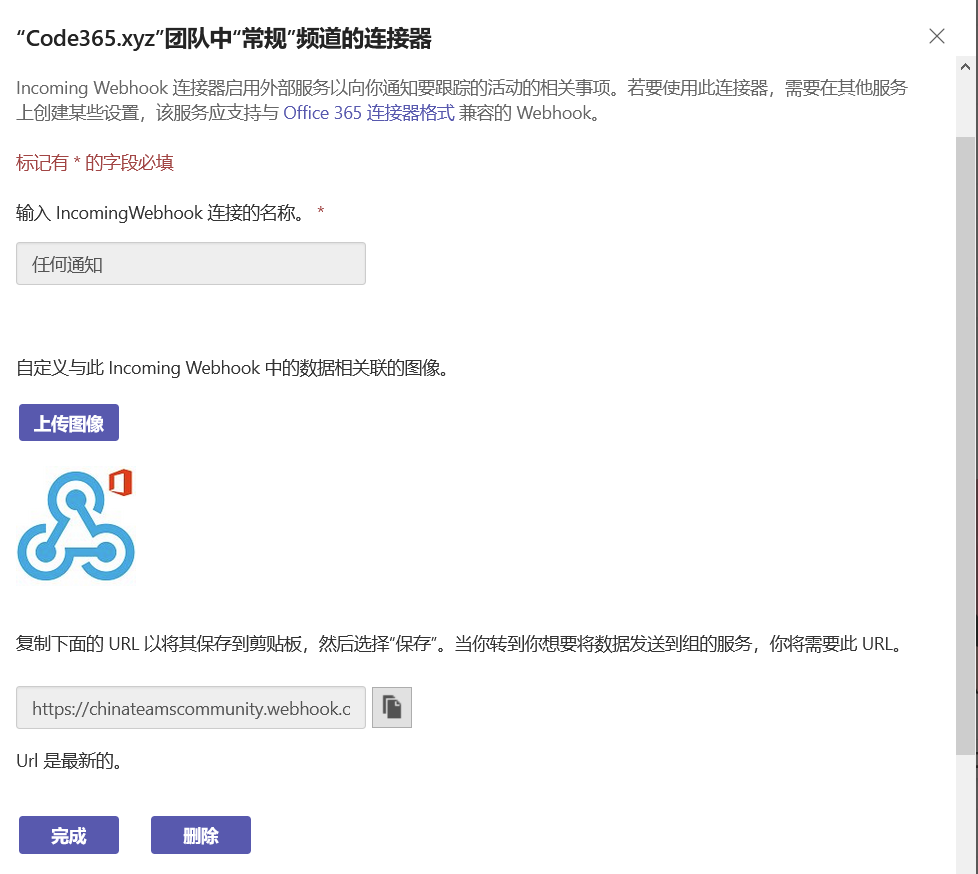 “Code365.xyz”团队中“常规”频道的连接器
Incoming Webhook 连接器启用外部服务以向你通知要跟踪的活动的相关事项。若要使用此连接器，需要在其他服务
上创建某些设置，该服务应支持与 Office 365 连接器格式 兼容的 Webhook。
标记有 * 的字段必填
输入 IncomingWebhook 连接的名称。 *
任何通知
自定义与此 Incoming Webhook 中的数据相关联的图像。
上传图像
复制下面的 URL 以将其保存到剪贴板，然后选择“保存”。当你转到你想要将数据发送到组的服务，你将需要此 URL。
https://chinateamscommunity.webhook.c
Url 是最新的。
完成
删除